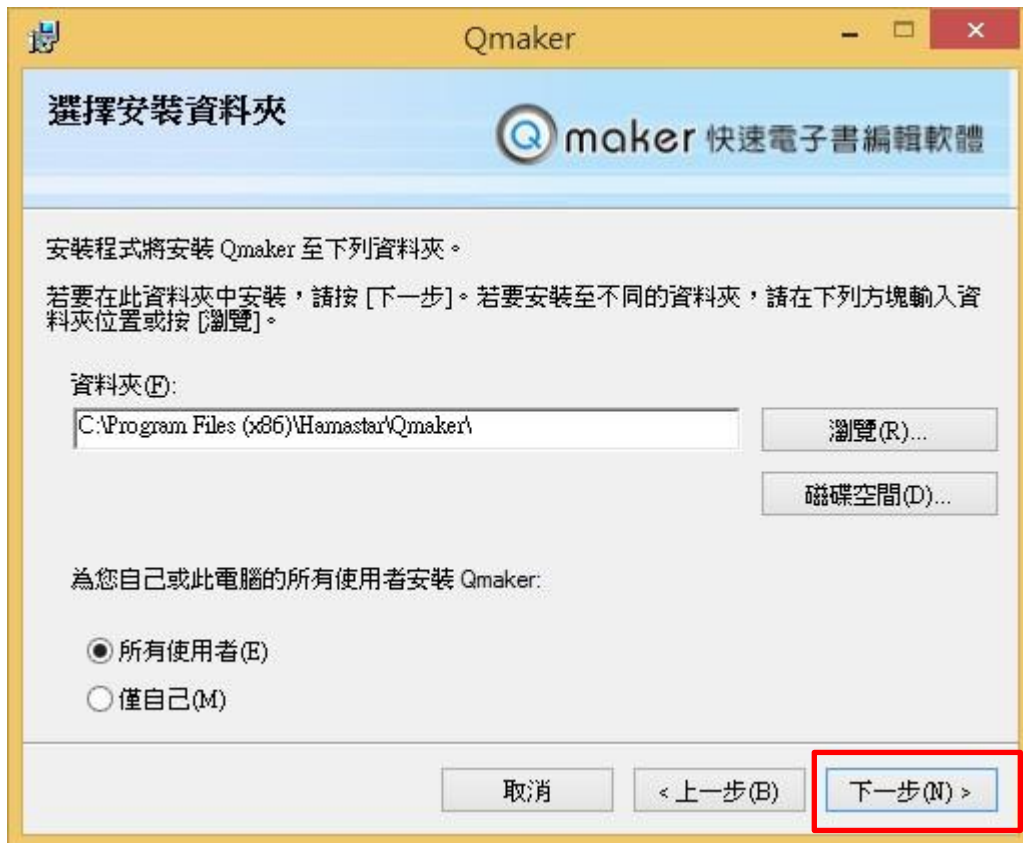 Qmaker
選擇安裝資料夾
Qmaker 快速電子書編輯軟體
安裝程式將安裝 Qmaker 至下列資料夾。
若要在此資料夾中安裝，請按 [下一步]。若要安裝至不同的資料夾，請在下列方塊輸入資
料夾位置或按 [瀏覽]。
資料夾(F):
C:\Program Files (x86)\Hamastar\Qmaker\
瀏覽(R)...
磁碟空間(D)...
為您自己或此電腦的所有使用者安裝 Qmaker:
所有使用者(E)
僅自己(M)
取消
< 上一步(B)
下一步(N) >